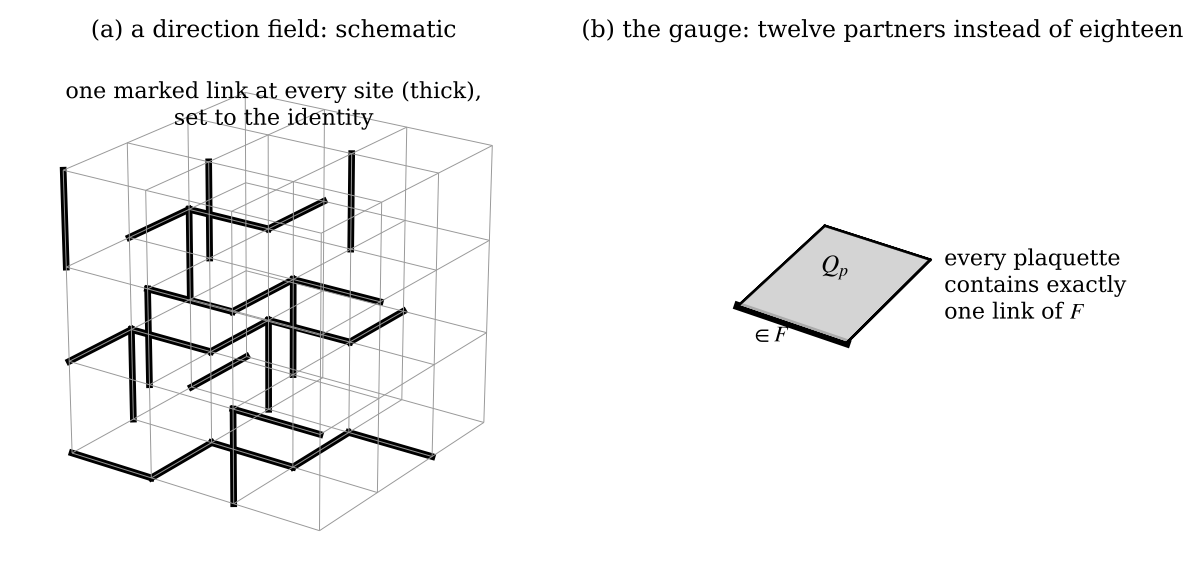 (a) a direction field: schematic
(b) the gauge: twelve partners instead of eighteen
one marked link at every site (thick),
set to the identity
Qₚ
every plaquette
contains exactly
one link of F
∈ F